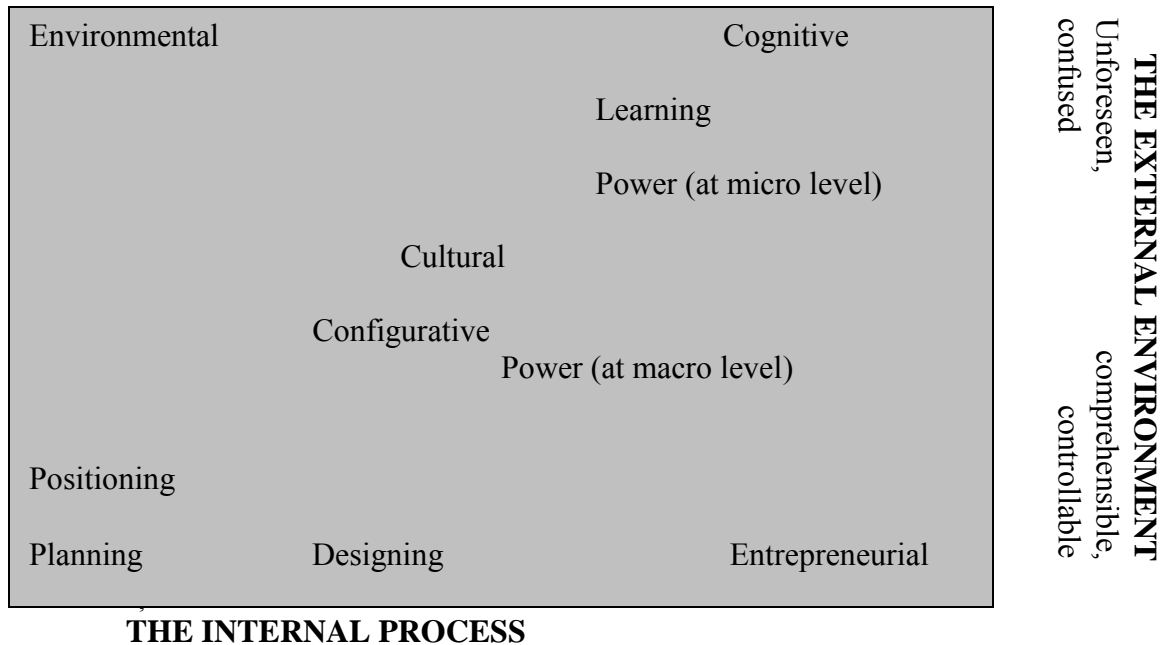 Environmental Cognitive
Learning
Power (at micro level)
Cultural
Configurative
Power (at macro level)
Positioning
Planning Designing Entrepreneurial
,
THE INTERNAL PROCESS
THE EXTERNAL ENVIRONMENT
Unforeseen,
confused
comprehensible,
controllable